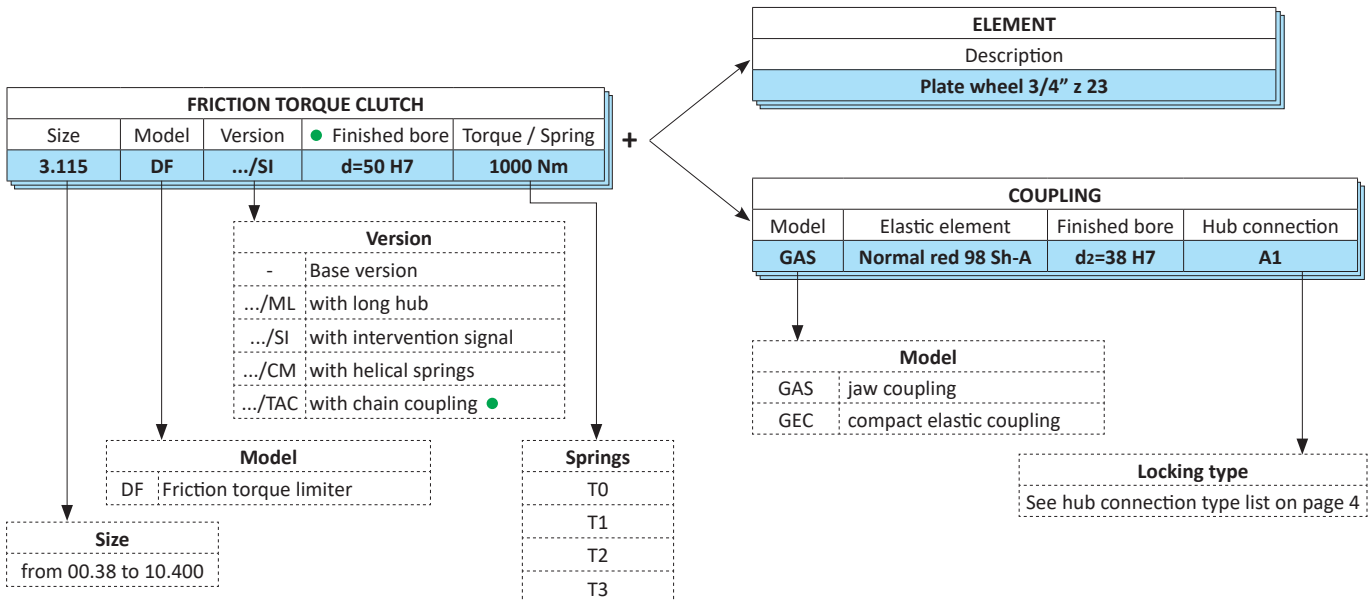 ELEMENT
Description
Plate wheel 3/4” z 23
FRICTION TORQUE CLUTCH
Size Model Version ● Finished bore Torque / Spring
3.115 DF .../SI d=50 H7 1000 Nm
+
COUPLING
Model Elastic element Finished bore Hub connection
GAS Normal red 98 Sh-A d2=38 H7 A1
Version
- Base version
.../ML with long hub
.../SI with intervention signal
.../CM with helical springs
.../TAC with chain coupling ●
Model
GAS jaw coupling
GEC compact elastic coupling
Model
DF Friction torque limiter
Springs
T0
T1
T2
T3
Locking type
See hub connection type list on page 4
Size
from 00.38 to 10.400